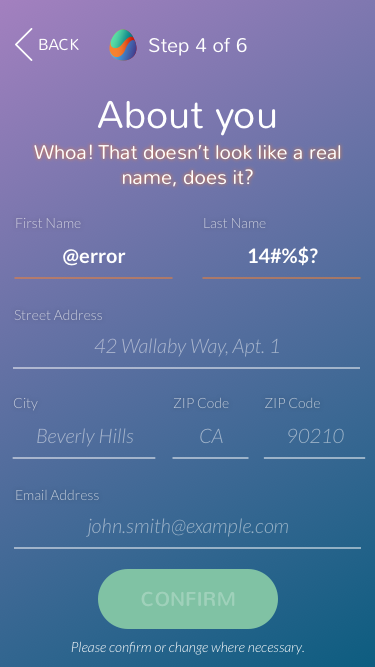 BACK
Step 4 of 6
About you
Whoa! That doesn't look like a real
name, does it?
First Name
Last Name
@error
14#%$?
Street Address
42 Wallaby Way, Apt. 1
City
ZIP Code
ZIP Code
Beverly Hills
CA
90210
Email Address
john.smith@example.com
CONFIRM
Please confirm or change where necessary.